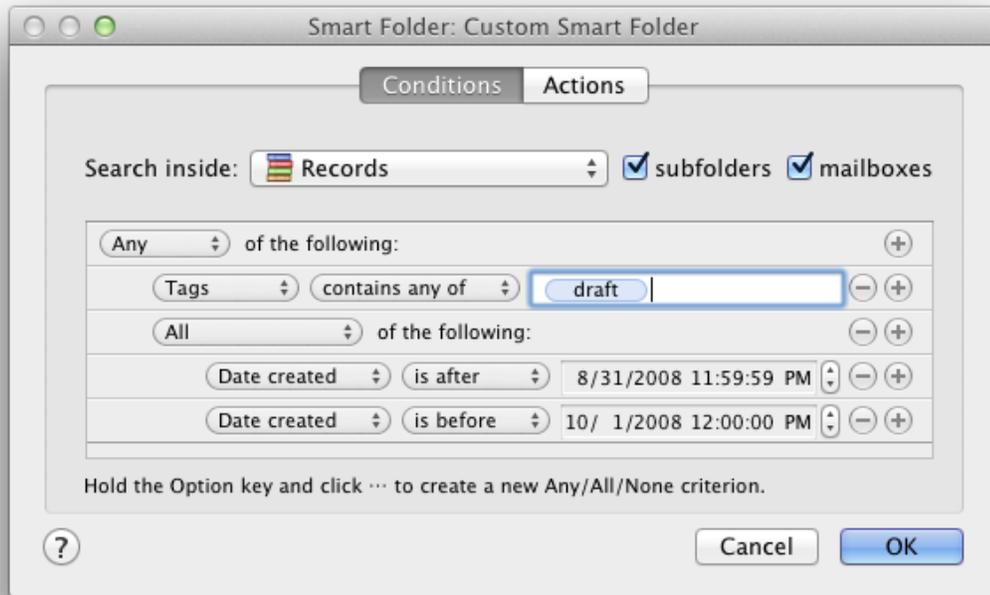 Smart Folder: Custom Smart Folder
Conditions Actions
Search inside: Records subfolders mailboxes
Any of the following:
Tags contains any of draft
All of the following:
Date created is after 8/31/2008 11:59:59 PM
Date created is before 10/ 1/2008 12:00:00 PM
Hold the Option key and click ··· to create a new Any/All/None criterion.
? Cancel OK